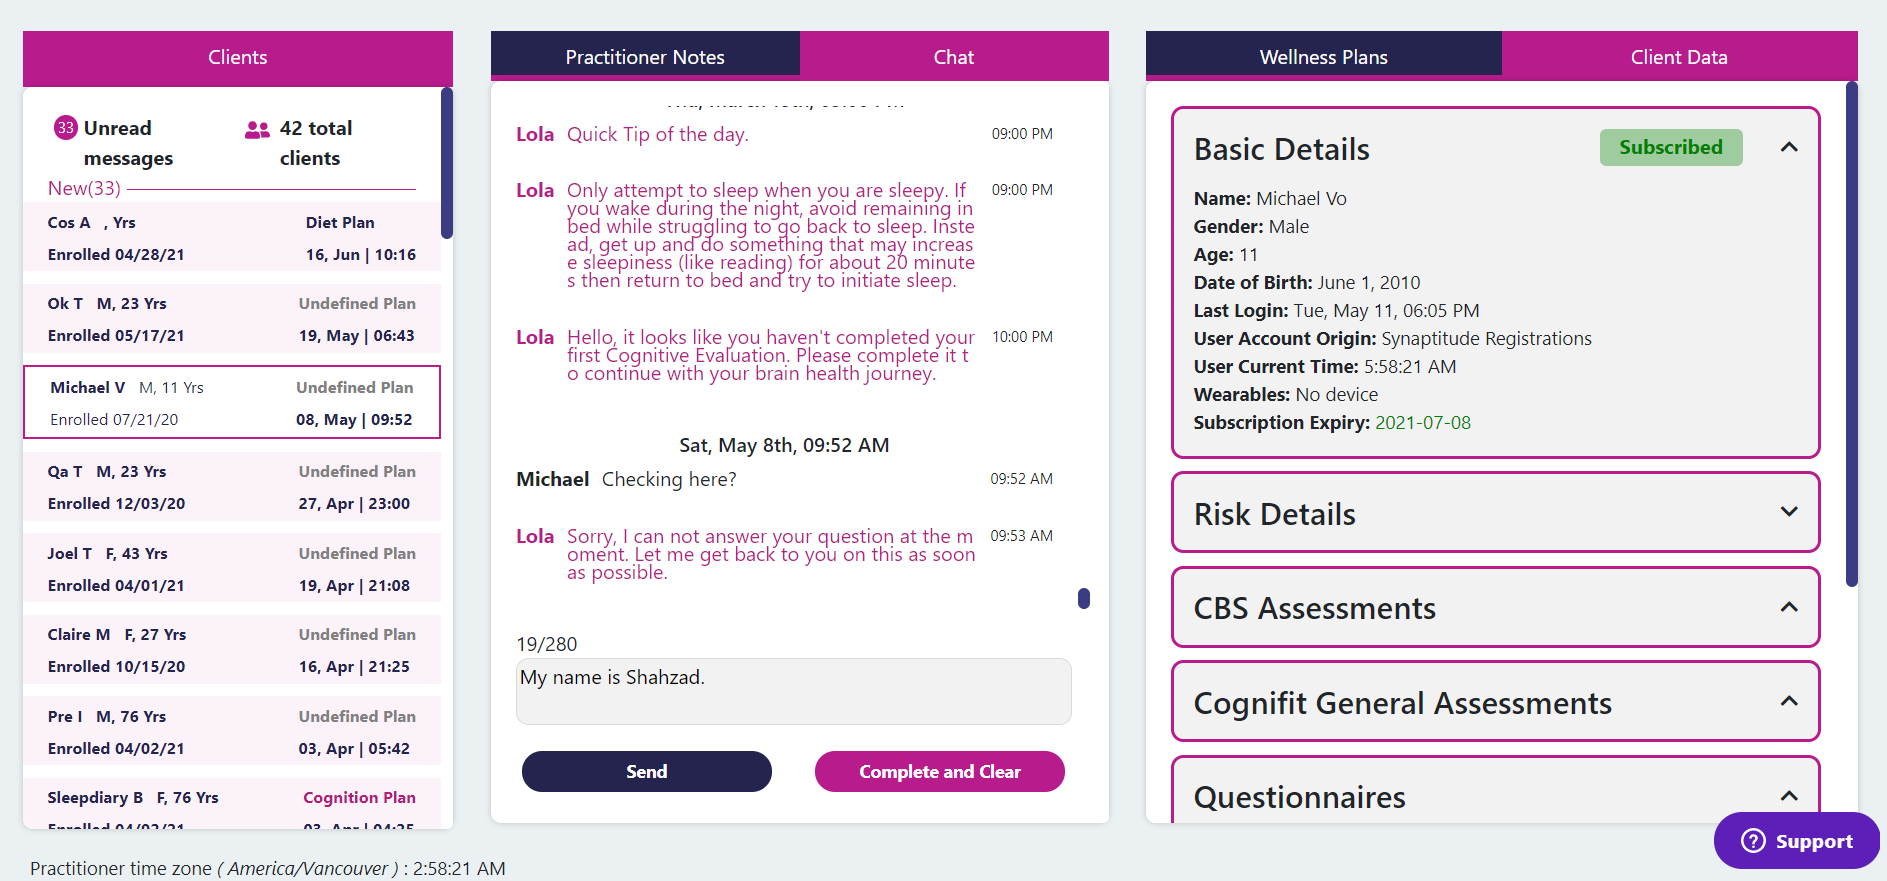 Clients
33 Unread messages
42 total clients
New(33)
Cos A , Yrs Diet Plan
Enrolled 04/28/21 16, Jun | 10:16
Ok T M, 23 Yrs Undefined Plan
Enrolled 05/17/21 19, May | 06:43
Michael V M, 11 Yrs Undefined Plan
Enrolled 07/21/20 08, May | 09:52
Qa T M, 23 Yrs Undefined Plan
Enrolled 12/03/20 27, Apr | 23:00
Joel T F, 43 Yrs Undefined Plan
Enrolled 04/01/21 19, Apr | 21:08
Claire M F, 27 Yrs Undefined Plan
Enrolled 10/15/20 16, Apr | 21:25
Pre I M, 76 Yrs Undefined Plan
Enrolled 04/02/21 03, Apr | 05:42
Sleepdiary B F, 76 Yrs Cognition Plan
Enrolled 04/02/21 03, Apr | 04:25
Practitioner time zone ( America/Vancouver ) : 2:58:21 AM
Practitioner Notes Chat
Lola Quick Tip of the day. 09:00 PM
Lola Only attempt to sleep when you are sleepy. If 09:00 PM
you wake during the night, avoid remaining in
bed while struggling to go back to sleep. Inste
ad, get up and do something that may increas
e sleepiness (like reading) for about 20 minute
s then return to bed and try to initiate sleep.
Lola Hello, it looks like you haven't completed your 10:00 PM
first Cognitive Evaluation. Please complete it t
o continue with your brain health journey.
Sat, May 8th, 09:52 AM
Michael Checking here? 09:52 AM
Lola Sorry, I can not answer your question at the m 09:53 AM
oment. Let me get back to you on this as soon
as possible.
19/280
My name is Shahzad.
Send Complete and Clear
Wellness Plans Client Data
Basic Details Subscribed
Name: Michael Vo
Gender: Male
Age: 11
Date of Birth: June 1, 2010
Last Login: Tue, May 11, 06:05 PM
User Account Origin: Synaptitude Registrations
User Current Time: 5:58:21 AM
Wearables: No device
Subscription Expiry: 2021-07-08
Risk Details
CBS Assessments
Cognifit General Assessments
Questionnaires
Support